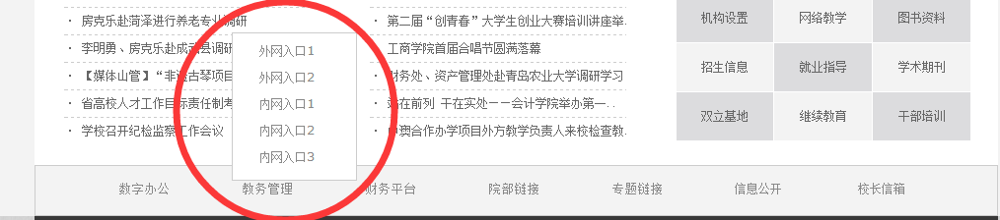 房克乐赴菏泽进行养老专业调研
李明勇、房克乐赴成武县调研
【媒体山管】“非遗古琴项目
省高校人才工作目标责任制考
学校召开纪检监察工作会议
外网入口1
外网入口2
内网入口1
内网入口2
内网入口3
第二届“创青春”大学生创业大赛培训讲座举.
工商学院首届合唱节圆满落幕
财务处、资产管理处赴青岛农业大学调研学习
站在前列 干在实处——会计学院举办第一..
中澳合作办学项目外方教学负责人来校检查教.
机构设置 网络教学 图书资料
招生信息 就业指导 学术期刊
双立基地 继续教育 干部培训
数字办公 教务管理 财务平台 院部链接 专题链接 信息公开 校长信箱